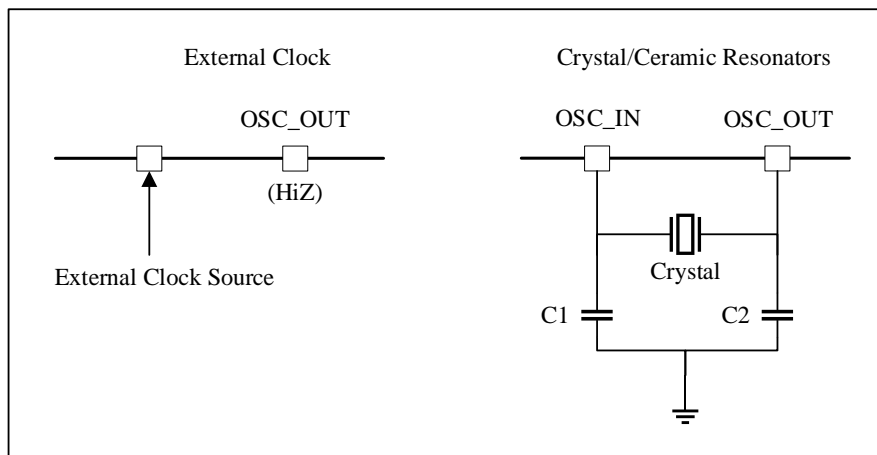 External Clock
OSC_OUT
(HiZ)
External Clock Source
Crystal/Ceramic Resonators
OSC_IN
OSC_OUT
Crystal
C1
C2